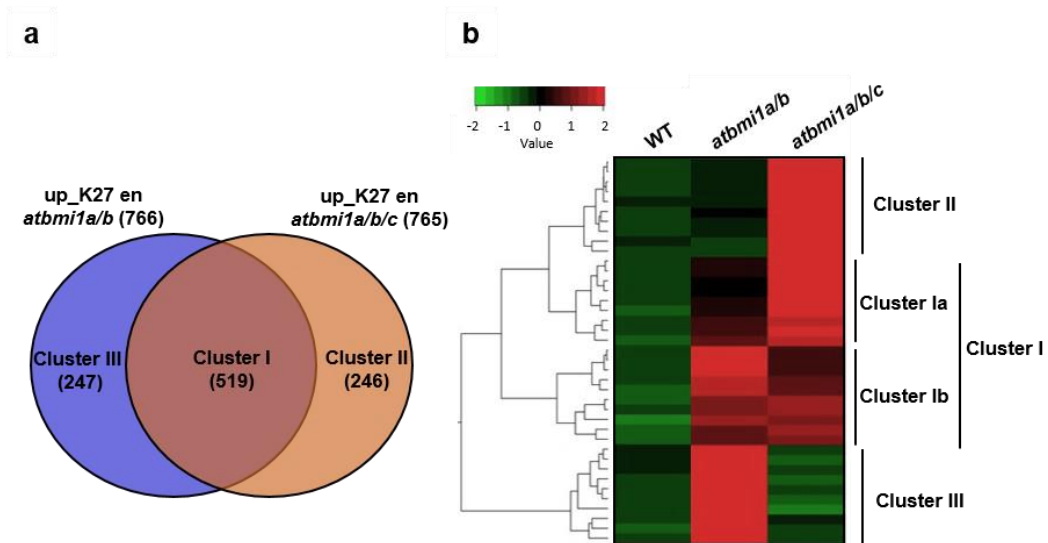 a
up_K27 en
atbmi1a/b (766)
up_K27 en
atbmi1a/b/c (765)
Cluster III
(247)
Cluster I
(519)
Cluster II
(246)
b
-2 -1 0 1 2
Value
WT
atbmi1a/b
atbmi1a/b/c
Cluster II
Cluster Ia
Cluster I
Cluster Ib
Cluster III